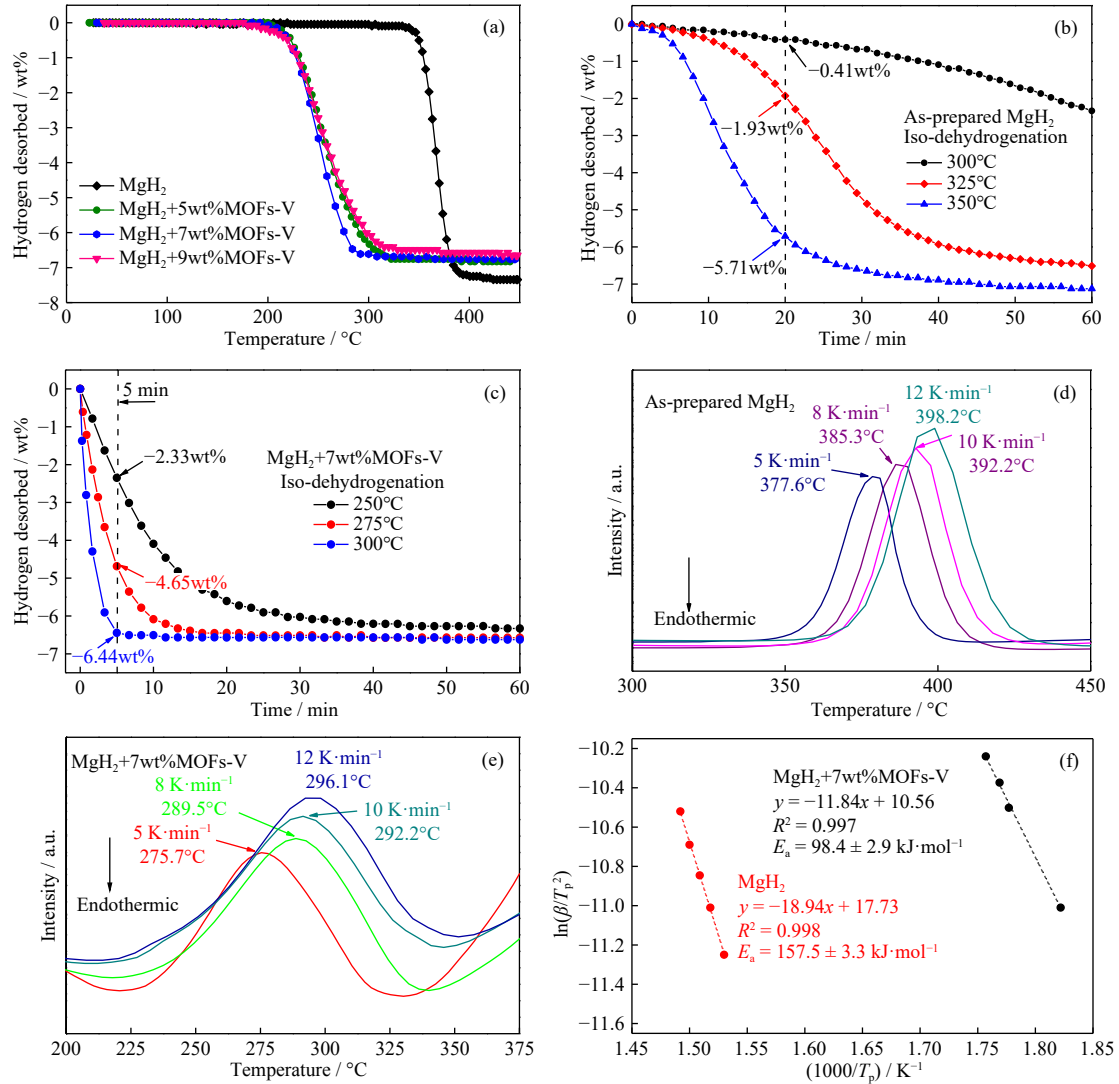 (a)
0
−1
−2
−3
−4
−5
−6
−7
−8
Hydrogen desorbed / wt%
MgH₂
MgH₂+5wt%MOFs-V
MgH₂+7wt%MOFs-V
MgH₂+9wt%MOFs-V
0 100 200 300 400
Temperature / °C
(b)
0
−1
−2
−3
−4
−5
−6
−7
Hydrogen desorbed / wt%
−0.41wt%
−1.93wt%
−5.71wt%
As-prepared MgH₂
Iso-dehydrogenation
300°C
325°C
350°C
0 10 20 30 40 50 60
Time / min
(c)
0
−1
−2
−3
−4
−5
−6
−7
Hydrogen desorbed / wt%
5 min
−2.33wt%
−4.65wt%
−6.44wt%
MgH₂+7wt%MOFs-V
Iso-dehydrogenation
250°C
275°C
300°C
0 10 20 30 40 50 60
Time / min
(d)
As-prepared MgH₂
12 K·min⁻¹
398.2°C
8 K·min⁻¹
385.3°C
10 K·min⁻¹
392.2°C
5 K·min⁻¹
377.6°C
Intensity / a.u.
Endothermic
300 350 400 450
Temperature / °C
(e)
MgH₂+7wt%MOFs-V
12 K·min⁻¹
296.1°C
8 K·min⁻¹
289.5°C
10 K·min⁻¹
292.2°C
5 K·min⁻¹
275.7°C
Intensity / a.u.
Endothermic
200 225 250 275 300 325 350 375
Temperature / °C
(f)
−10.2
−10.4
−10.6
−10.8
−11.0
−11.2
−11.4
−11.6
ln(β/Tₚ²)
MgH₂+7wt%MOFs-V
y = −11.84x + 10.56
R² = 0.997
Eₐ = 98.4 ± 2.9 kJ·mol⁻¹
MgH₂
y = −18.94x + 17.73
R² = 0.998
Eₐ = 157.5 ± 3.3 kJ·mol⁻¹
1.45 1.50 1.55 1.60 1.65 1.70 1.75 1.80 1.85
(1000/Tₚ) / K⁻¹